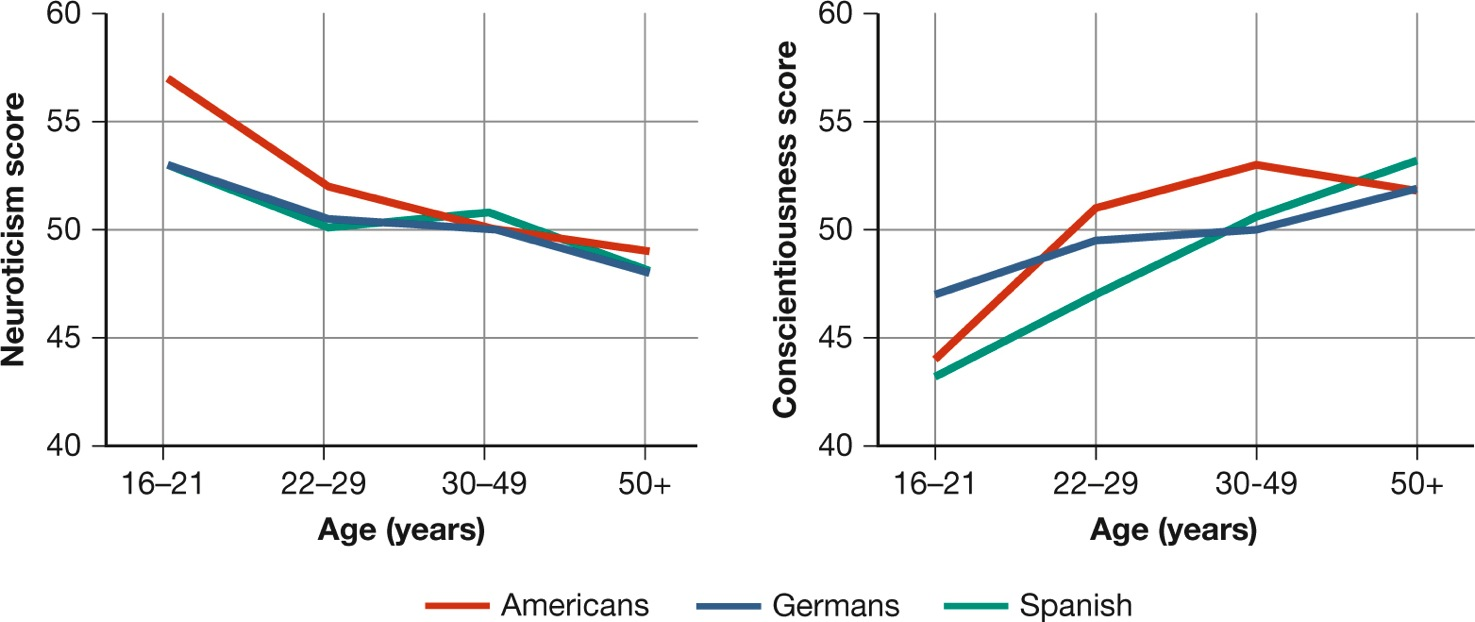 Neuroticism score
60
55
50
45
40
16–21 22–29 30-49 50+
Age (years)
Conscientiousness score
60
55
50
45
40
16–21 22–29 30-49 50+
Age (years)
Americans Germans Spanish